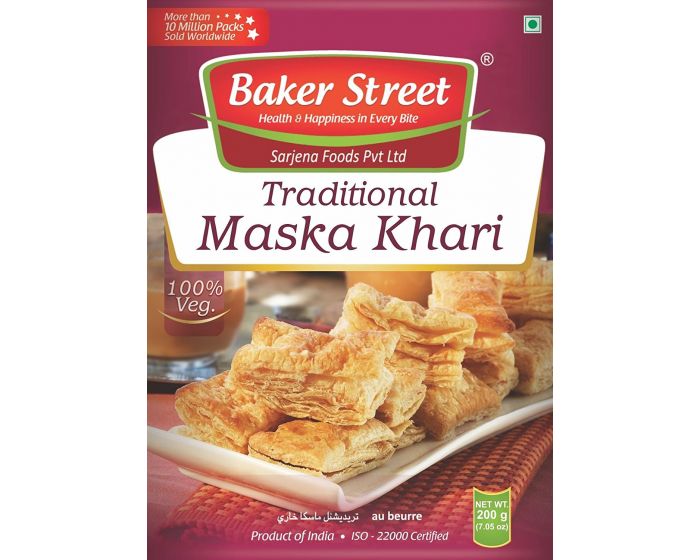 More than
10 Million Packs
Sold Worldwide
®
Baker Street
Health & Happiness in Every Bite
Sarjena Foods Pvt Ltd
Traditional
Maska Khari
100%
Veg.
تريديشنل ماسكا خاري au beurre
Product of India • ISO - 22000 Certified
NET WT.
200 g
(7.05 oz)